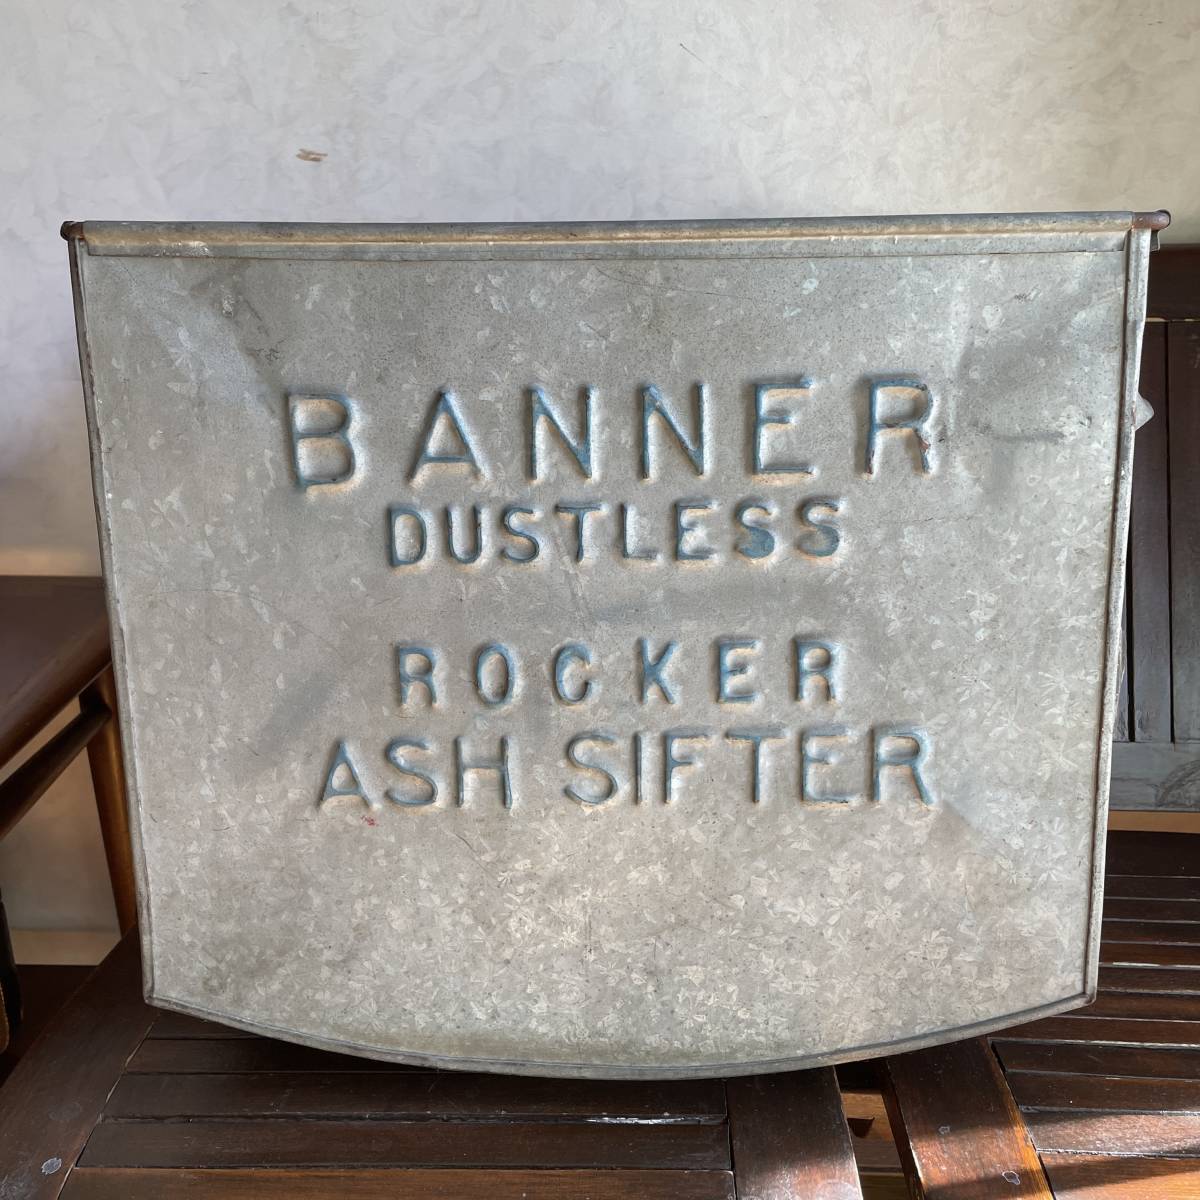 BANNER
DUSTLESS
ROCKER
ASH SIFTER